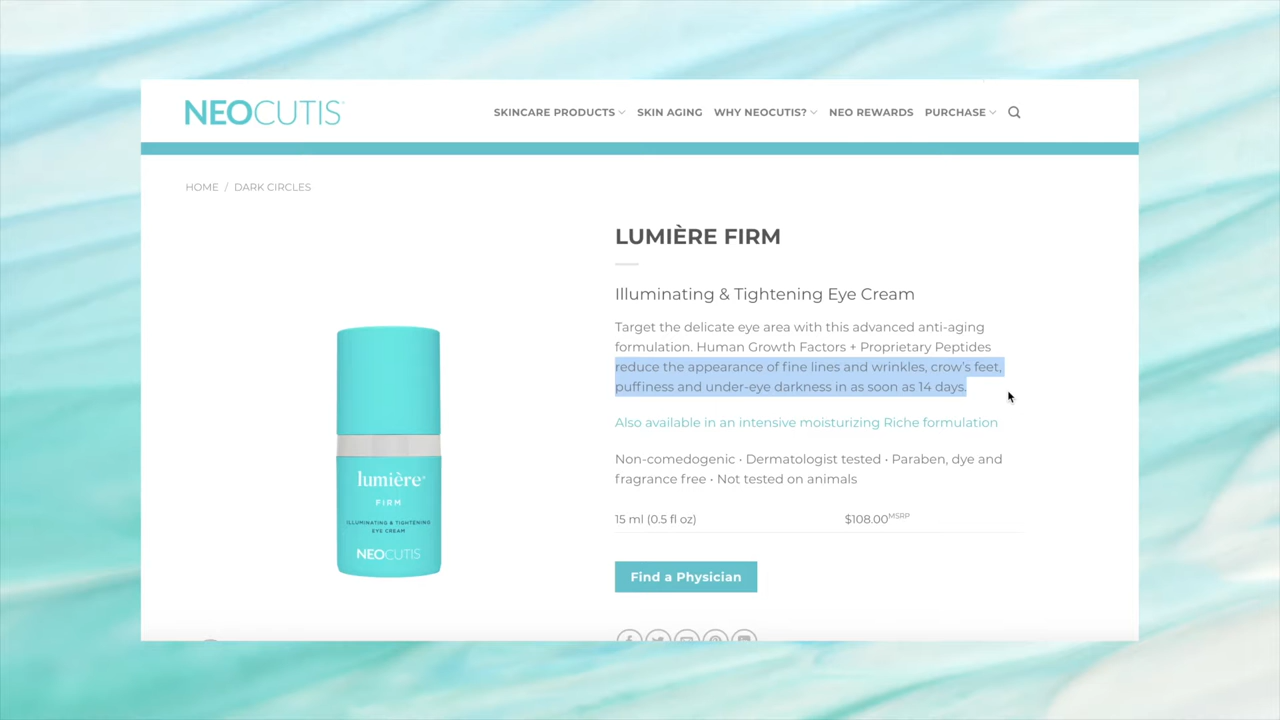 NEOCUTIS
SKINCARE PRODUCTS
SKIN AGING
WHY NEOCUTIS?
NEO REWARDS
PURCHASE
HOME / DARK CIRCLES
LUMIÈRE FIRM
Illuminating & Tightening Eye Cream
Target the delicate eye area with this advanced anti-aging
formulation. Human Growth Factors + Proprietary Peptides
reduce the appearance of fine lines and wrinkles, crow's feet,
puffiness and under-eye darkness in as soon as 14 days.
Also available in an intensive moisturizing Riche formulation
Non-comedogenic • Dermatologist tested • Paraben, dye and
fragrance free • Not tested on animals
15 ml (0.5 fl oz)
$108.00MSRP
Find a Physician
lumière
FIRM
ILLUMINATING & TIGHTENING
EYE CREAM
NEOCUTIS